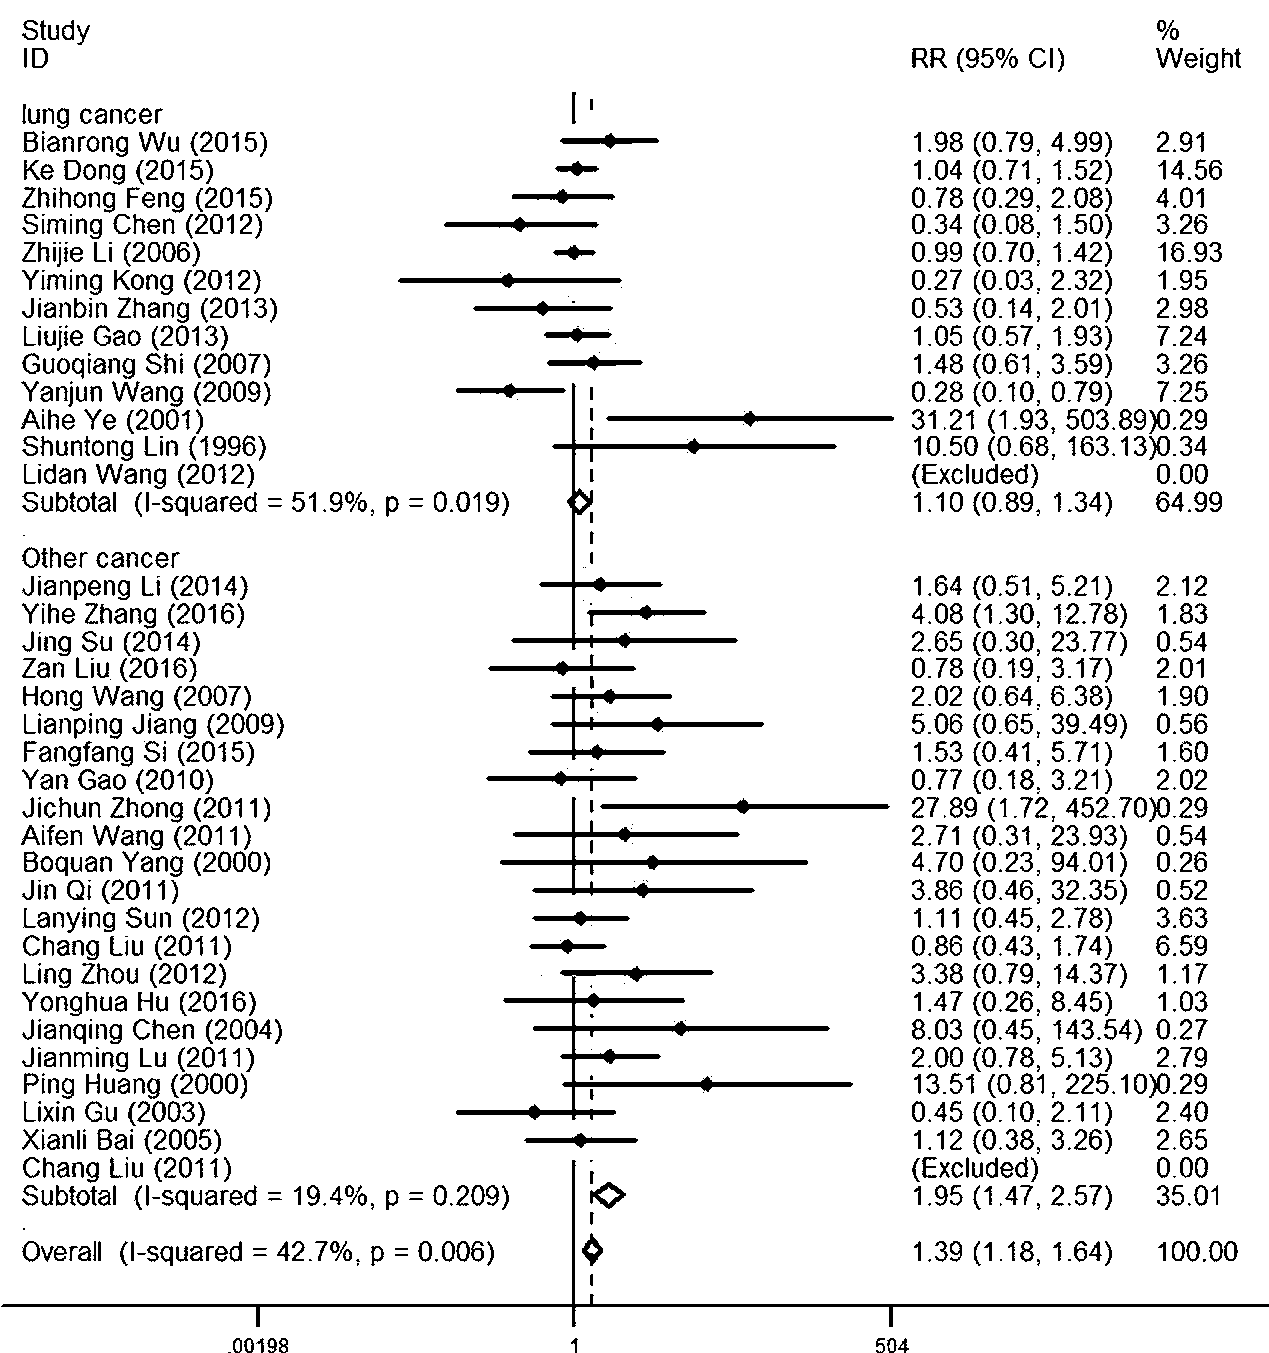 Study %
ID RR (95% CI) Weight
lung cancer
Bianrong Wu (2015) 1.98 (0.79, 4.99) 2.91
Ke Dong (2015) 1.04 (0.71, 1.52) 14.56
Zhihong Feng (2015) 0.78 (0.29, 2.08) 4.01
Siming Chen (2012) 0.34 (0.08, 1.50) 3.26
Zhijie Li (2006) 0.99 (0.70, 1.42) 16.93
Yiming Kong (2012) 0.27 (0.03, 2.32) 1.95
Jianbin Zhang (2013) 0.53 (0.14, 2.01) 2.98
Liujie Gao (2013) 1.05 (0.57, 1.93) 7.24
Guoqiang Shi (2007) 1.48 (0.61, 3.59) 3.26
Yanjun Wang (2009) 0.28 (0.10, 0.79) 7.25
Aihe Ye (2001) 31.21 (1.93, 503.89) 0.29
Shuntong Lin (1996) 10.50 (0.68, 163.13) 0.34
Lidan Wang (2012) (Excluded) 0.00
Subtotal (I-squared = 51.9%, p = 0.019) 1.10 (0.89, 1.34) 64.99
.
Other cancer
Jianpeng Li (2014) 1.64 (0.51, 5.21) 2.12
Yihe Zhang (2016) 4.08 (1.30, 12.78) 1.83
Jing Su (2014) 2.65 (0.30, 23.77) 0.54
Zan Liu (2016) 0.78 (0.19, 3.17) 2.01
Hong Wang (2007) 2.02 (0.64, 6.38) 1.90
Lianping Jiang (2009) 5.06 (0.65, 39.49) 0.56
Fangfang Si (2015) 1.53 (0.41, 5.71) 1.60
Yan Gao (2010) 0.77 (0.18, 3.21) 2.02
Jichun Zhong (2011) 27.89 (1.72, 452.70) 0.29
Aifen Wang (2011) 2.71 (0.31, 23.93) 0.54
Boquan Yang (2000) 4.70 (0.23, 94.01) 0.26
Jin Qi (2011) 3.86 (0.46, 32.35) 0.52
Lanying Sun (2012) 1.11 (0.45, 2.78) 3.63
Chang Liu (2011) 0.86 (0.43, 1.74) 6.59
Ling Zhou (2012) 3.38 (0.79, 14.37) 1.17
Yonghua Hu (2016) 1.47 (0.26, 8.45) 1.03
Jianqing Chen (2004) 8.03 (0.45, 143.54) 0.27
Jianming Lu (2011) 2.00 (0.78, 5.13) 2.79
Ping Huang (2000) 13.51 (0.81, 225.10) 0.29
Lixin Gu (2003) 0.45 (0.10, 2.11) 2.40
Xianli Bai (2005) 1.12 (0.38, 3.26) 2.65
Chang Liu (2011) (Excluded) 0.00
Subtotal (I-squared = 19.4%, p = 0.209) 1.95 (1.47, 2.57) 35.01
.
Overall (I-squared = 42.7%, p = 0.006) 1.39 (1.18, 1.64) 100.00
.00198 1 504